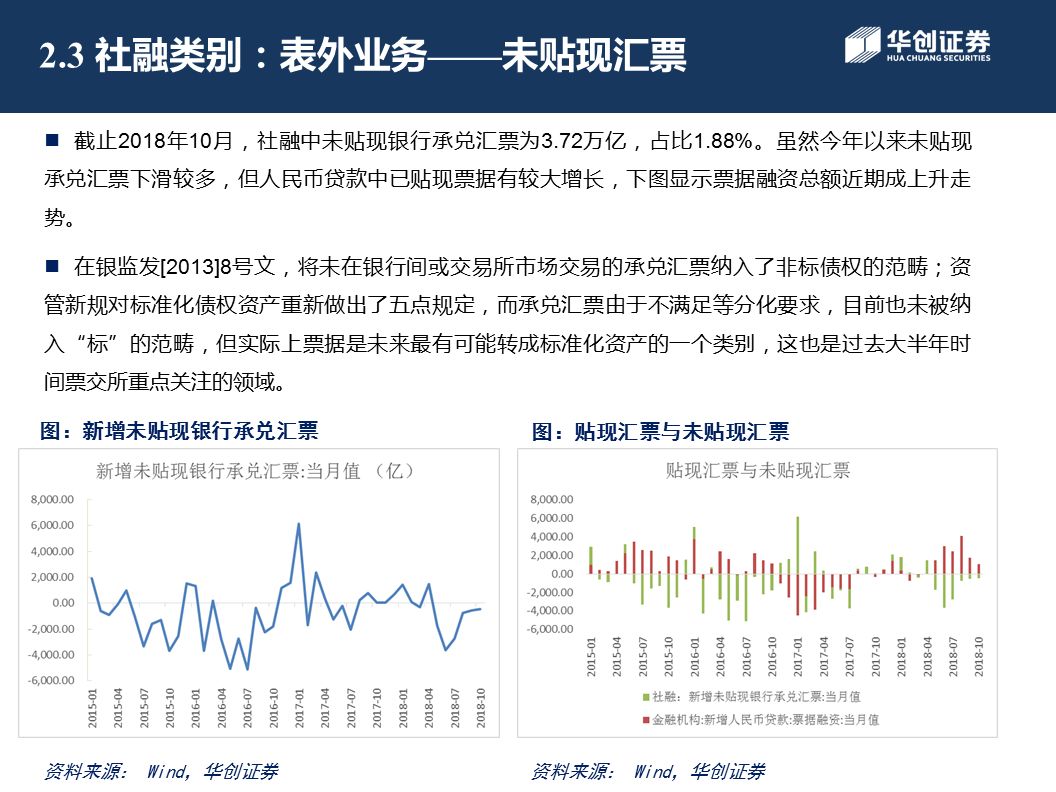 2.3 社融类别：表外业务——未贴现汇票
华创证券
HUA CHUANG SECURITIES
■ 截止2018年10月，社融中未贴现银行承兑汇票为3.72万亿，占比1.88%。虽然今年以来未贴现
承兑汇票下滑较多，但人民币贷款中已贴现票据有较大增长，下图显示票据融资总额近期成上升走
势。
■ 在银监发[2013]8号文，将未在银行间或交易所市场交易的承兑汇票纳入了非标债权的范畴；资
管新规对标准化债权资产重新做出了五点规定，而承兑汇票由于不满足等分化要求，目前也未被纳
入“标”的范畴，但实际上票据是未来最有可能转成标准化资产的一个类别，这也是过去大半年时
间票交所重点关注的领域。
图：新增未贴现银行承兑汇票
新增未贴现银行承兑汇票:当月值 （亿）
8,000.00
6,000.00
4,000.00
2,000.00
0.00
-2,000.00
-4,000.00
-6,000.00
2015-01
2015-04
2015-07
2015-10
2016-01
2016-04
2016-07
2016-10
2017-01
2017-04
2017-07
2017-10
2018-01
2018-04
2018-07
2018-10
资料来源： Wind，华创证券
图：贴现汇票与未贴现汇票
贴现汇票与未贴现汇票
8,000.00
6,000.00
4,000.00
2,000.00
0.00
-2,000.00
-4,000.00
-6,000.00
2015-01
2015-04
2015-07
2015-10
2016-01
2016-04
2016-07
2016-10
2017-01
2017-04
2017-07
2017-10
2018-01
2018-04
2018-07
2018-10
社融：新增未贴现银行承兑汇票:当月值
金融机构:新增人民币贷款:票据融资:当月值
资料来源： Wind，华创证券